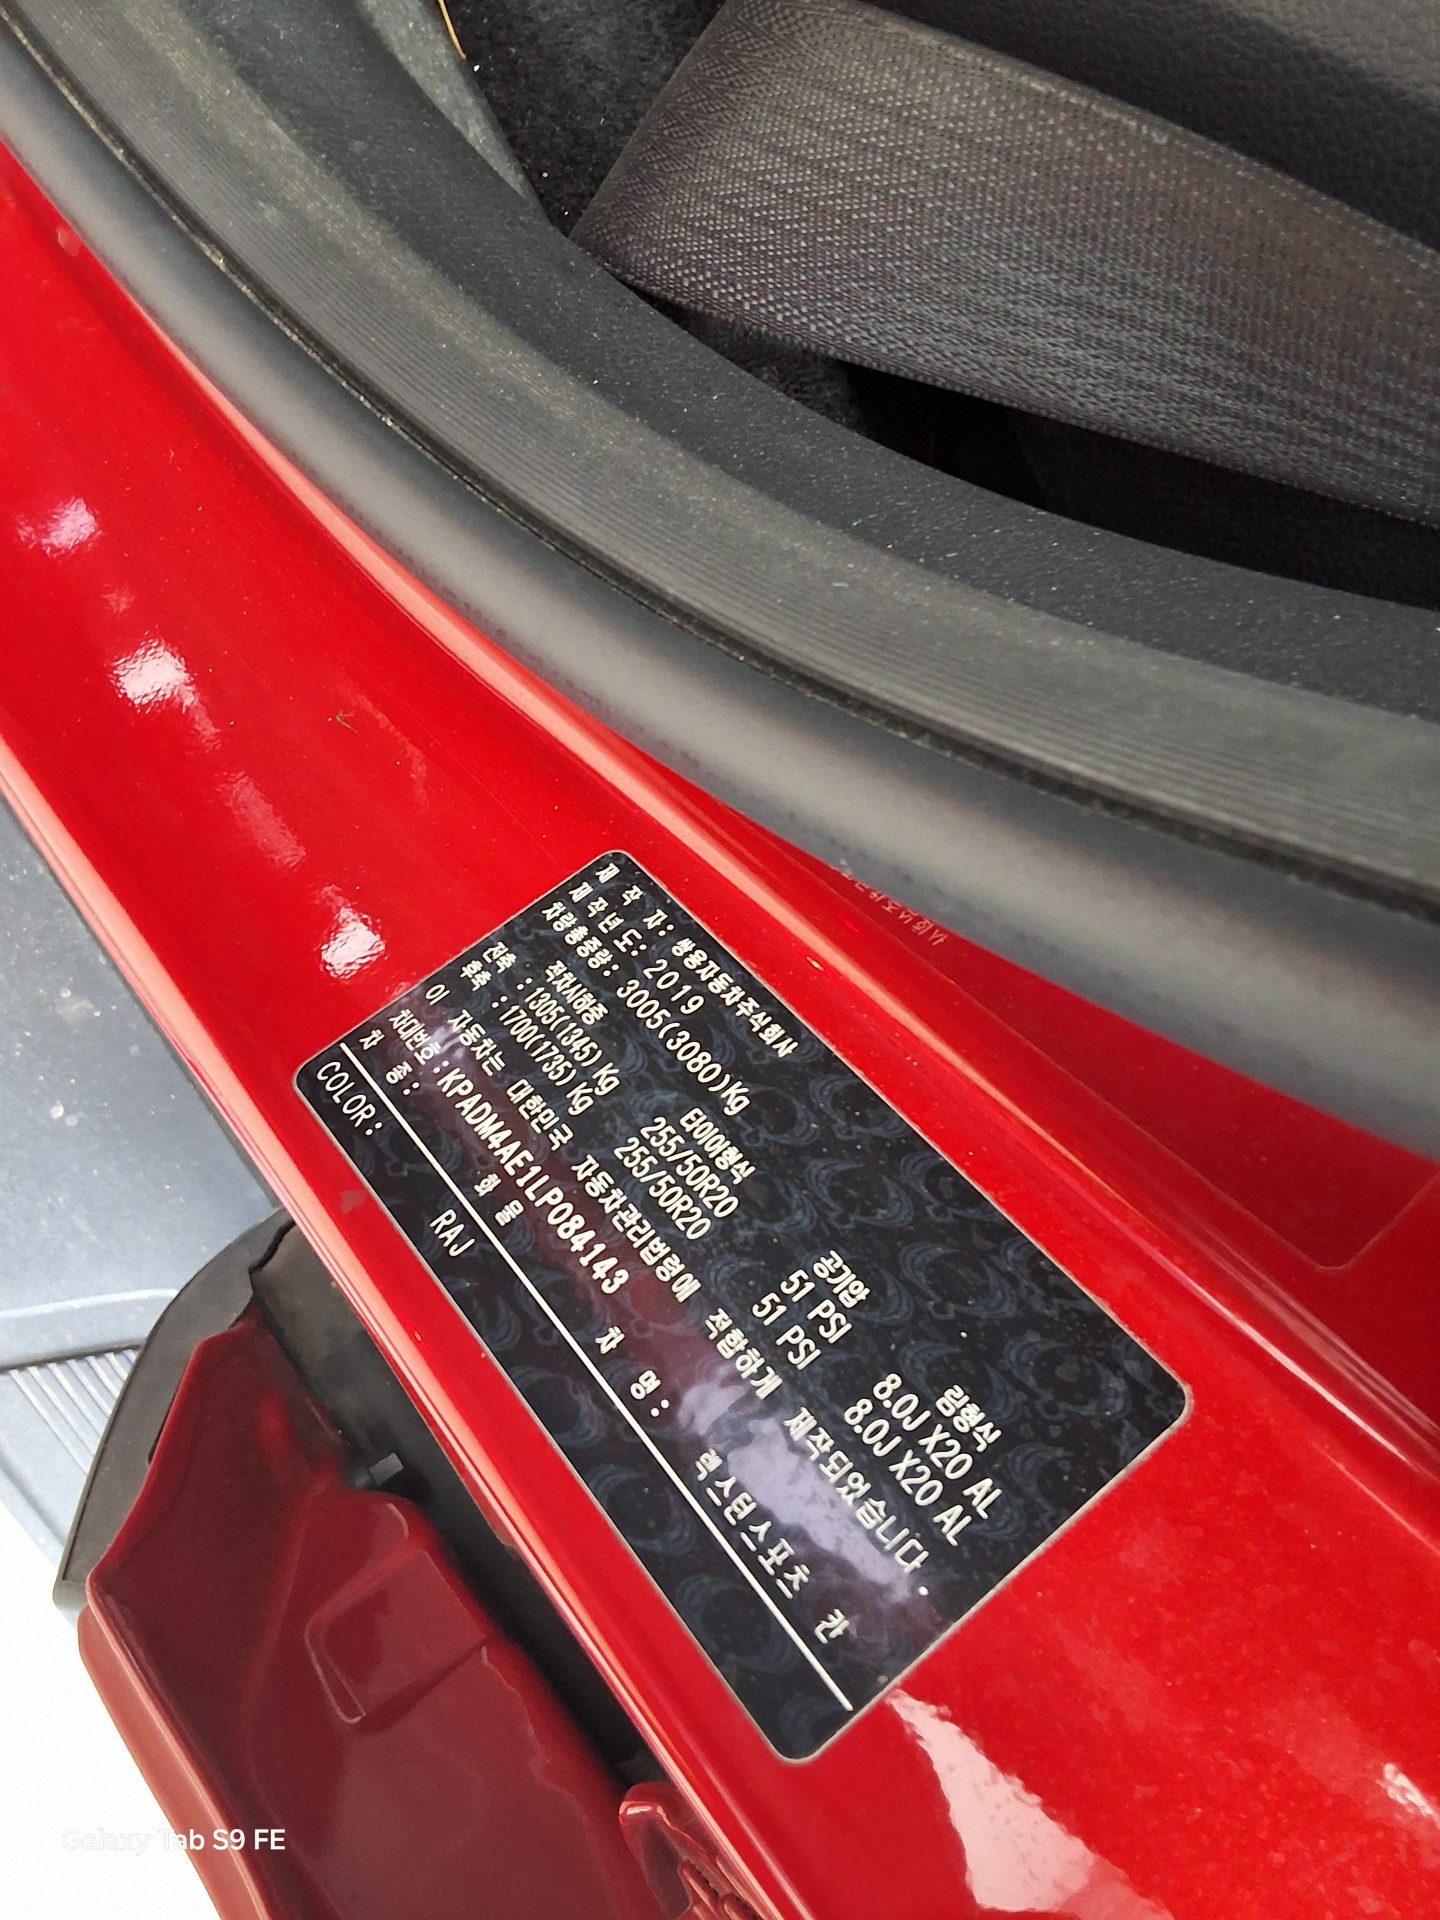 제 작 자: 쌍용자동차주식회사
제작년도: 2019
차량총중량: 3005(3080)Kg
적차시하중 타이어형식 공기압 림형식
전축 : 1305(1345) Kg 255/50R20 51 PSI 8.0J X20 AL
후축 : 1700(1735) Kg 255/50R20 51 PSI 8.0J X20 AL
이 자동차는 대한민국 자동차관리법령에 적합하게 제작되었습니다.
차대번호:KPADM4AE1LP084143
차 종: 화물 차 명: 렉스턴스포츠 칸
COLOR: RAJ
Galaxy Tab S9 FE